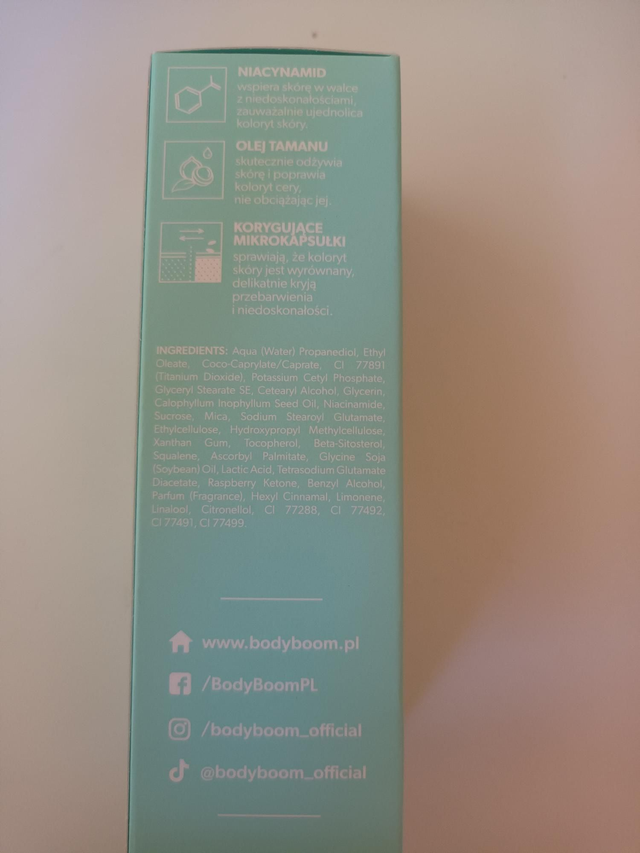 NIACYNAMID
wspiera skórę w walce
z niedoskonałościami,
zauważalnie ujednolica
koloryt skóry.
OLEJ TAMANU
skutecznie odżywia
skórę i poprawia
koloryt cery,
nie obciążając jej.
KORYGUJĄCE
MIKROKAPSUŁKI
sprawiają, że koloryt
skóry jest wyrównany,
delikatnie kryją
przebarwienia
i niedoskonałości.
INGREDIENTS: Aqua (Water) Propanediol, Ethyl
Oleate, Coco-Caprylate/Caprate, CI 77891
(Titanium Dioxide), Potassium Cetyl Phosphate,
Glyceryl Stearate SE, Cetearyl Alcohol, Glycerin,
Calophyllum Inophyllum Seed Oil, Niacinamide,
Sucrose, Mica, Sodium Stearoyl Glutamate,
Ethylcellulose, Hydroxypropyl Methylcellulose,
Xanthan Gum, Tocopherol, Beta-Sitosterol,
Squalene, Ascorbyl Palmitate, Glycine Soja
(Soybean) Oil, Lactic Acid, Tetrasodium Glutamate
Diacetate, Raspberry Ketone, Benzyl Alcohol,
Parfum (Fragrance), Hexyl Cinnamal, Limonene,
Linalool, Citronellol, CI 77288, CI 77492,
CI 77491, CI 77499.
www.bodyboom.pl
/BodyBoomPL
/bodyboom_official
@bodyboom_official